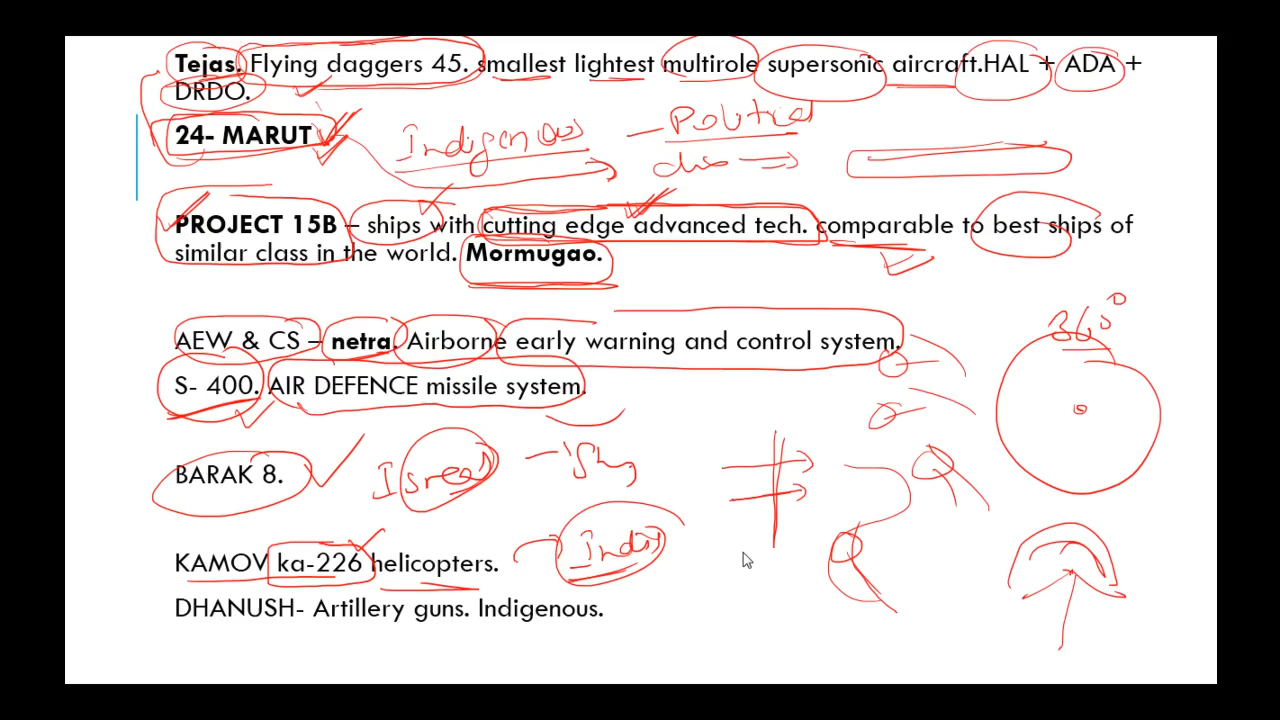 Tejas. Flying daggers 45. smallest lightest multirole supersonic aircraft.HAL + ADA +
DRDO.
24- MARUT
Indigenous
Political
PROJECT 15B – ships with cutting edge advanced tech. comparable to best ships of
similar class in the world. Mormugao.
360°
AEW & CS – netra. Airborne early warning and control system.
S- 400. AIR DEFENCE missile system.
BARAK 8. Isreal
KAMOV ka-226 helicopters. India
DHANUSH- Artillery guns. Indigenous.